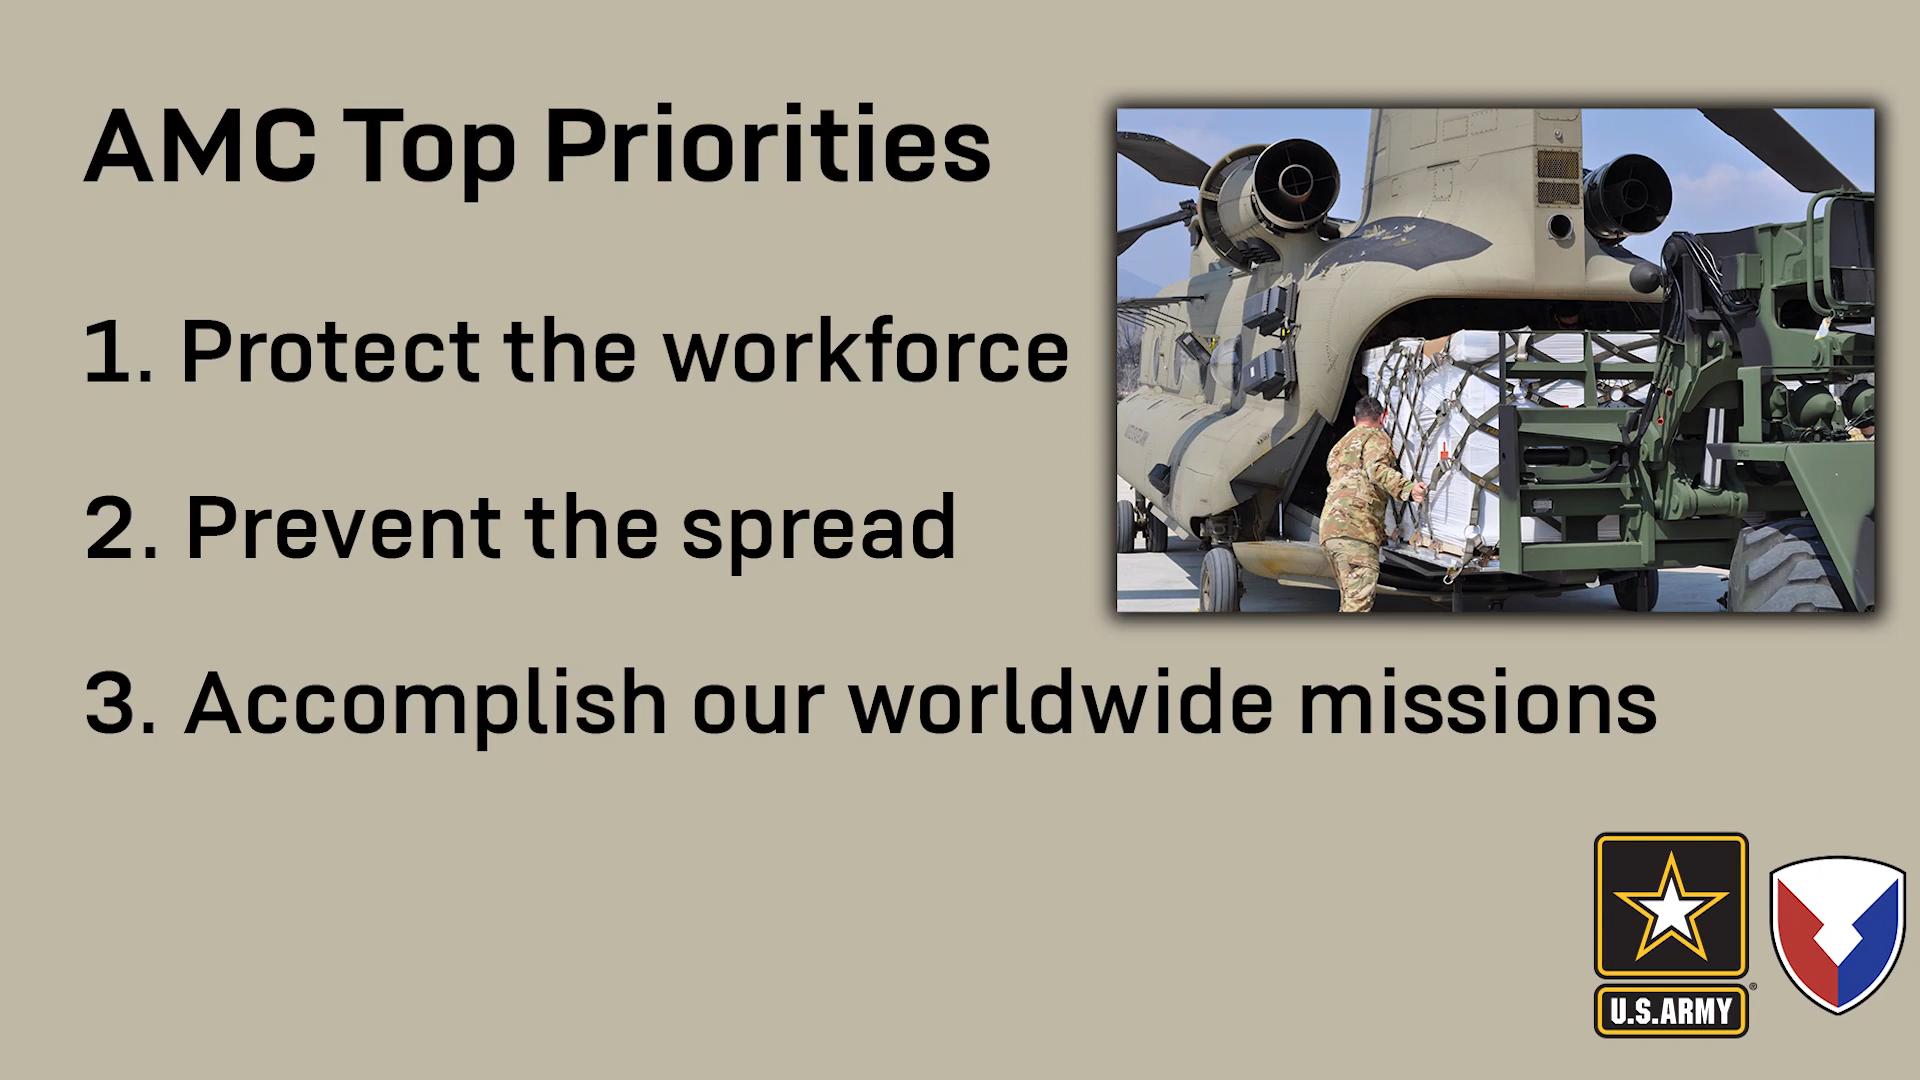 AMC Top Priorities
1. Protect the workforce
2. Prevent the spread
3. Accomplish our worldwide missions
U.S.ARMY
®